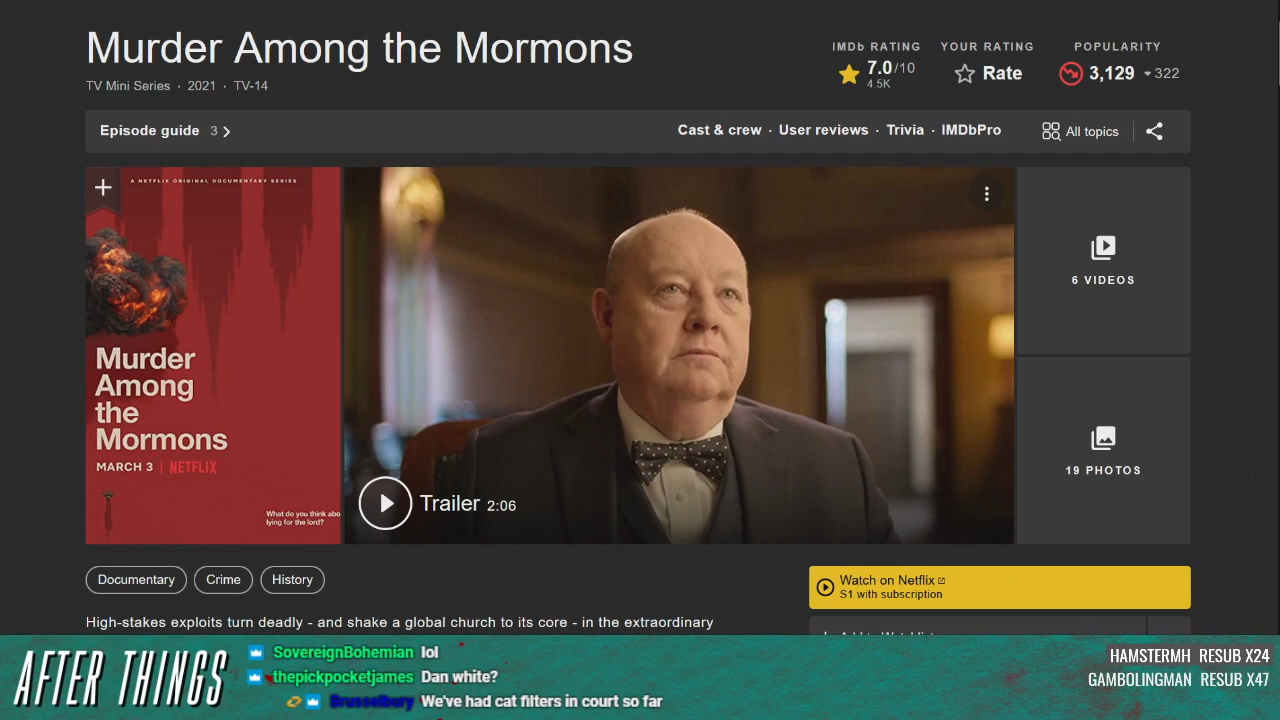 Murder Among the Mormons
TV Mini Series · 2021 · TV-14
IMDb RATING
7.0/10
4.5K
YOUR RATING
Rate
POPULARITY
3,129 322
Episode guide 3
Cast & crew · User reviews · Trivia · IMDbPro
All topics
A NETFLIX ORIGINAL DOCUMENTARY SERIES
Murder
Among
the
Mormons
MARCH 3 | NETFLIX
What do you think abo
lying for the lord?
Trailer 2:06
6 VIDEOS
19 PHOTOS
Documentary
Crime
History
Watch on Netflix
S1 with subscription
High-stakes exploits turn deadly - and shake a global church to its core - in the extraordinary
AFTER THINGS
SovereignBohemian lol
thepickpocketjames Dan white?
Brusselbury We've had cat filters in court so far
HAMSTERMH RESUB X24
GAMBOLINGMAN RESUB X47